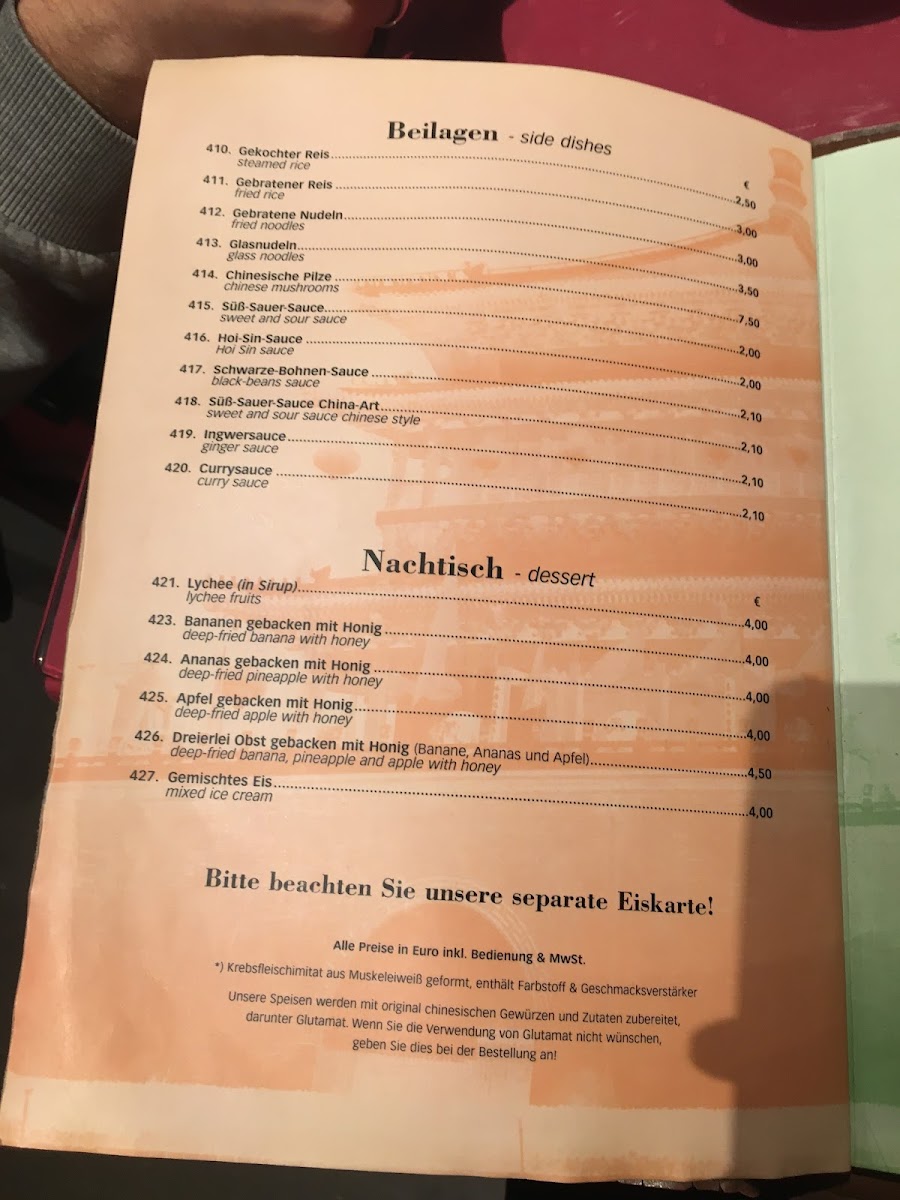 Beilagen - side dishes
€
410. Gekochter Reis 2,50
steamed rice
411. Gebratener Reis 3,00
fried rice
412. Gebratene Nudeln 3,00
fried noodles
413. Glasnudeln 3,50
glass noodles
414. Chinesische Pilze 7,50
chinese mushrooms
415. Süß-Sauer-Sauce 2,00
sweet and sour sauce
416. Hoi-Sin-Sauce 2,00
Hoi Sin sauce
417. Schwarze-Bohnen-Sauce 2,10
black-beans sauce
418. Süß-Sauer-Sauce China-Art 2,10
sweet and sour sauce chinese style
419. Ingwersauce 2,10
ginger sauce
420. Currysauce 2,10
curry sauce
Nachtisch - dessert
€
421. Lychee (in Sirup) 4,00
lychee fruits
423. Bananen gebacken mit Honig 4,00
deep-fried banana with honey
424. Ananas gebacken mit Honig 4,00
deep-fried pineapple with honey
425. Apfel gebacken mit Honig 4,00
deep-fried apple with honey
426. Dreierlei Obst gebacken mit Honig (Banane, Ananas und Apfel) 4,50
deep-fried banana, pineapple and apple with honey
427. Gemischtes Eis 4,00
mixed ice cream
Bitte beachten Sie unsere separate Eiskarte!
Alle Preise in Euro inkl. Bedienung & MwSt.
*) Krebsfleischimitat aus Muskeleiweiß geformt, enthält Farbstoff & Geschmacksverstärker
Unsere Speisen werden mit original chinesischen Gewürzen und Zutaten zubereitet,
darunter Glutamat. Wenn Sie die Verwendung von Glutamat nicht wünschen,
geben Sie dies bei der Bestellung an!